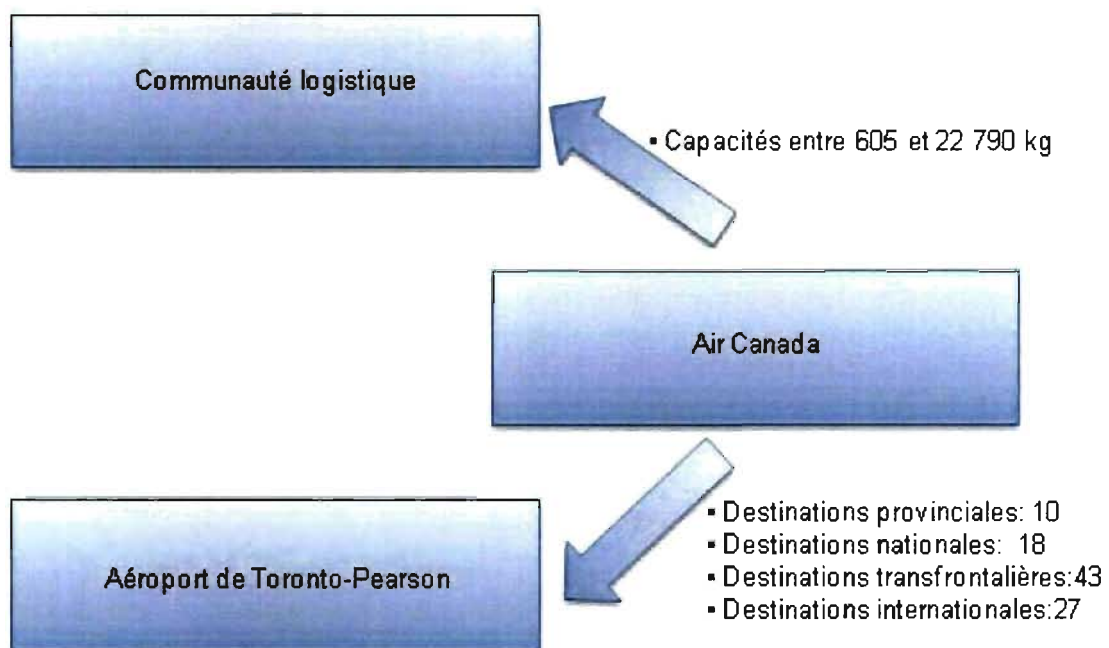 Communauté logistique
▪ Capacités entre 605 et 22 790 kg
Air Canada
Aéroport de Toronto-Pearson
▪ Destinations provinciales: 10
▪ Destinations nationales:  18
▪ Destinations transfrontalières:43
▪ Destinations internationales:27